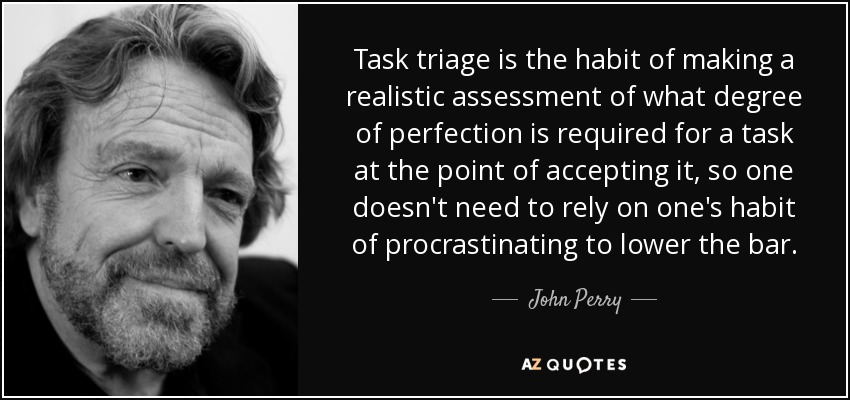 Task triage is the habit of making a
realistic assessment of what degree
of perfection is required for a task
at the point of accepting it, so one
doesn't need to rely on one's habit
of procrastinating to lower the bar.
John Perry
AZ QUOTES